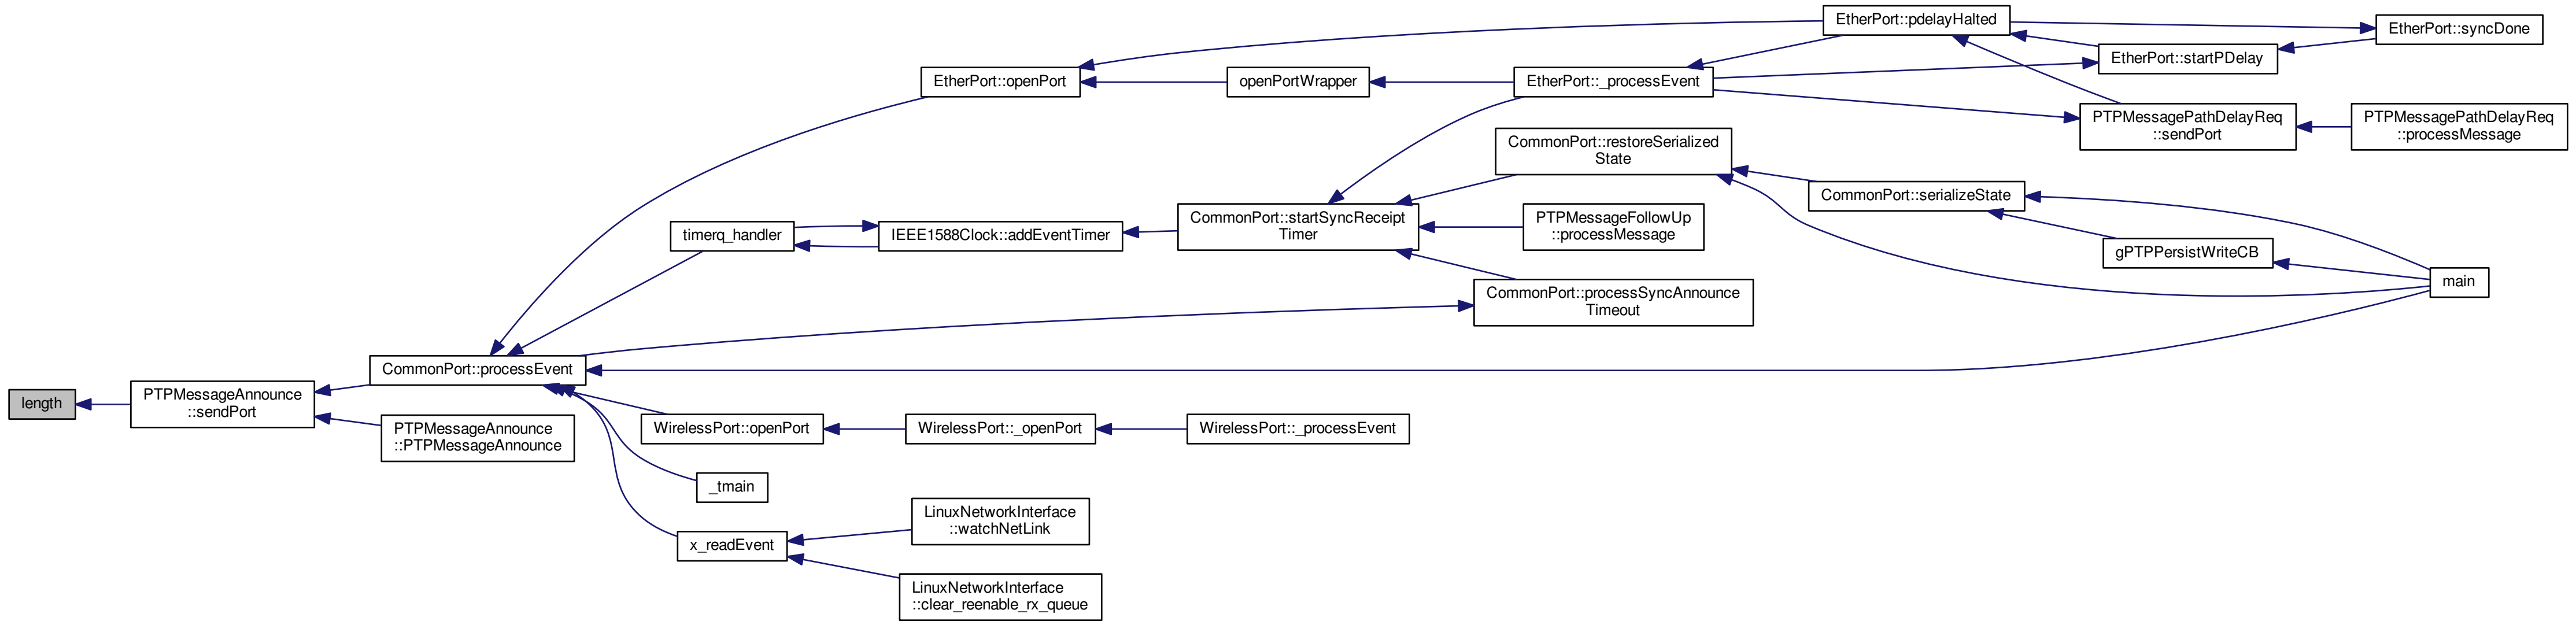 EtherPort::pdelayHalted
EtherPort::syncDone
EtherPort::startPDelay
EtherPort::openPort
openPortWrapper
EtherPort::_processEvent
PTPMessagePathDelayReq
::sendPort
PTPMessagePathDelayReq
::processMessage
CommonPort::restoreSerialized
State
CommonPort::serializeState
timerq_handler
IEEE1588Clock::addEventTimer
CommonPort::startSyncReceipt
Timer
PTPMessageFollowUp
::processMessage
gPTPPersistWriteCB
main
CommonPort::processSyncAnnounce
Timeout
CommonPort::processEvent
length
PTPMessageAnnounce
::sendPort
PTPMessageAnnounce
::PTPMessageAnnounce
WirelessPort::openPort
WirelessPort::_openPort
WirelessPort::_processEvent
_tmain
LinuxNetworkInterface
::watchNetLink
x_readEvent
LinuxNetworkInterface
::clear_reenable_rx_queue